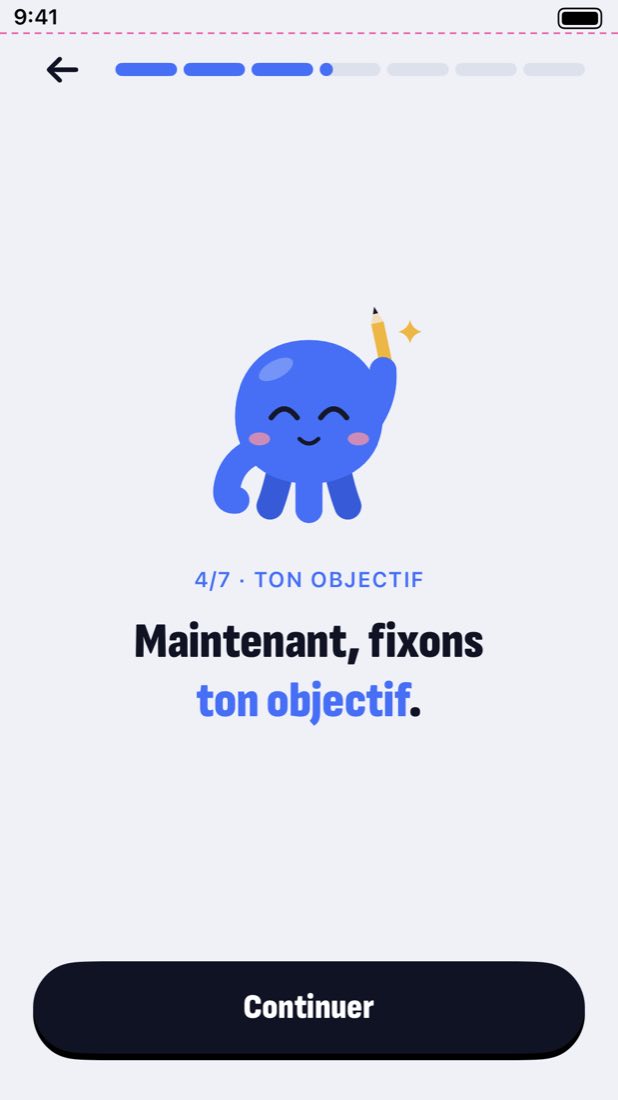 9:41
4/7 · TON OBJECTIF
Maintenant, fixons
ton objectif.
Continuer